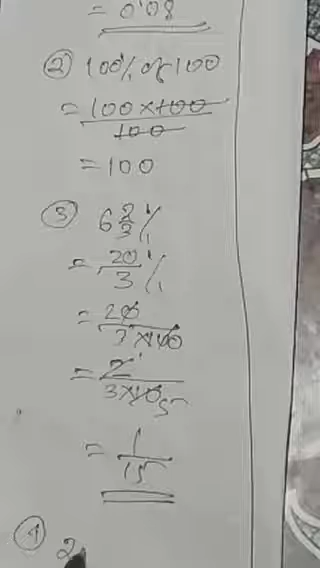 = 0.08
② 100% of 100
= 100 × 100 / 100
= 100
③ 6 2/3 %
= 20/3 %
= 20 / 3 × 100
= 2 / 3 × 10 5
= 1/15
④ 2